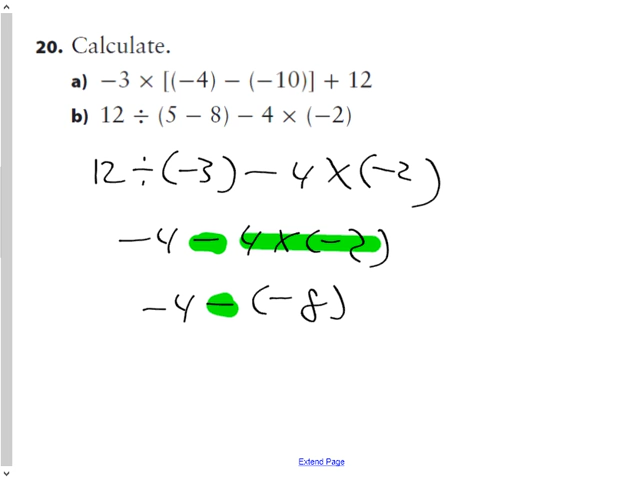 20. Calculate.
a) −3 × [(−4) − (−10)] + 12
b) 12 ÷ (5 − 8) − 4 × (−2)
12 ÷ (−3) − 4 × (−2)
−4 − 4 × (−2)
−4 − (−8)
Extend Page